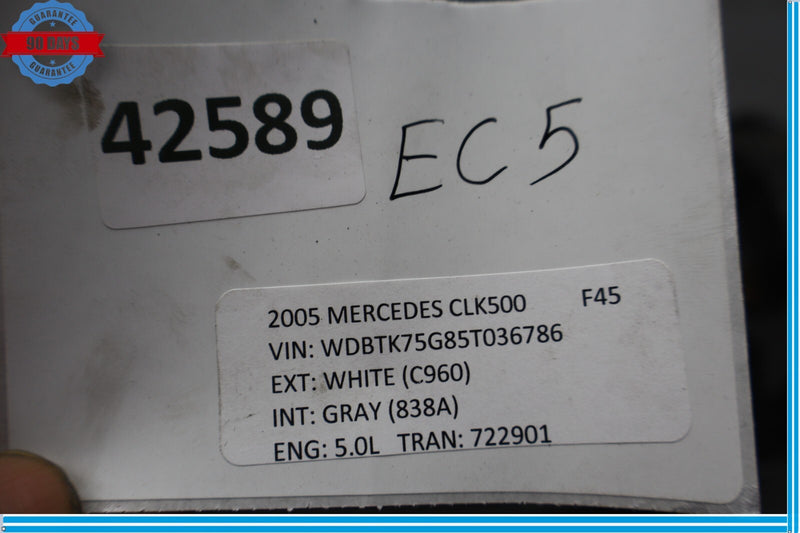 GUARANTEE
90 DAYS
GUARANTEE
42589
EC5
2005 MERCEDES CLK500 F45
VIN: WDBTK75G85T036786
EXT: WHITE (C960)
INT: GRAY (838A)
ENG: 5.0L TRAN: 722901